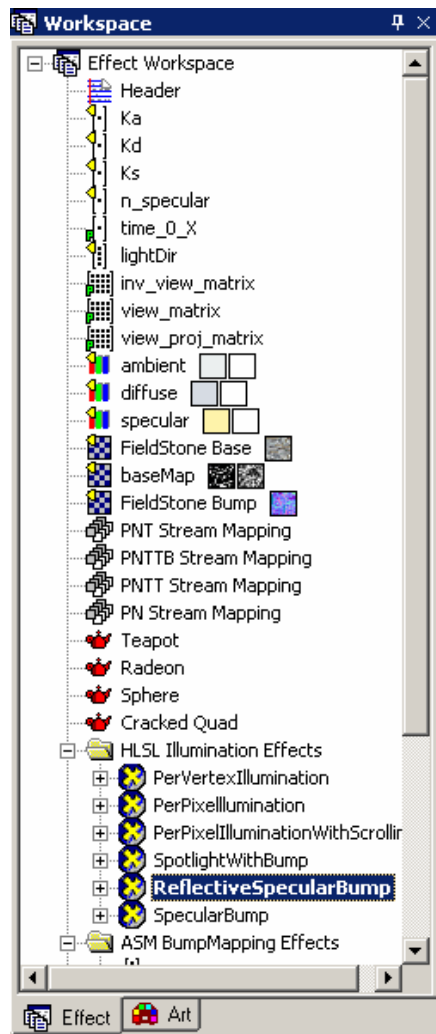 Workspace
Effect Workspace
Header
Ka
Kd
Ks
n_specular
time_0_X
lightDir
inv_view_matrix
view_matrix
view_proj_matrix
ambient
diffuse
specular
FieldStone Base
baseMap
FieldStone Bump
PNT Stream Mapping
PNTTB Stream Mapping
PNTT Stream Mapping
PN Stream Mapping
Teapot
Radeon
Sphere
Cracked Quad
HLSL Illumination Effects
PerVertexIllumination
PerPixelIllumination
PerPixelIlluminationWithScrollin
SpotlightWithBump
ReflectiveSpecularBump
SpecularBump
ASM BumpMapping Effects
Effect Art